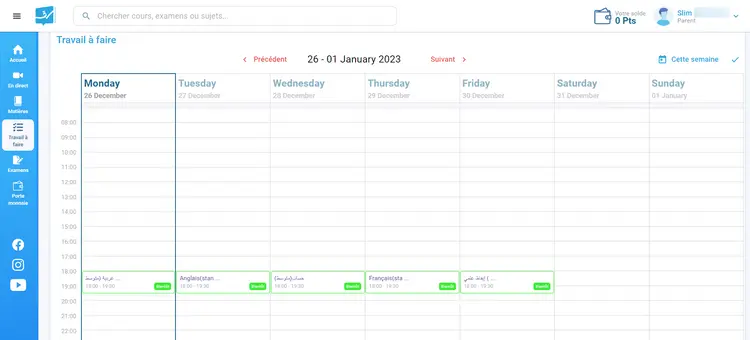 Chercher cours, examens ou sujets...
Votre solde
0 Pts
Slim
Parent
Travail à faire
Précédent
26 - 01 January 2023
Suivant
Cette semaine
Monday
26 December
Tuesday
27 December
Wednesday
28 December
Thursday
29 December
Friday
30 December
Saturday
31 December
Sunday
01 January
Accueil
En direct
Matières
Travail à
faire
Examens
Porte
monnaie
08:00
09:00
10:00
11:00
12:00
13:00
14:00
15:00
16:00
17:00
18:00
19:00
20:00
21:00
22:00
عربية (متوسط ...
18:00 - 19:30
Anglais(stan ...
18:00 - 19:30
حساب(متوسط)
18:00 - 19:30
Français(sta ...
18:00 - 19:30
إيقاظ علمي ( ...
18:00 - 19:30